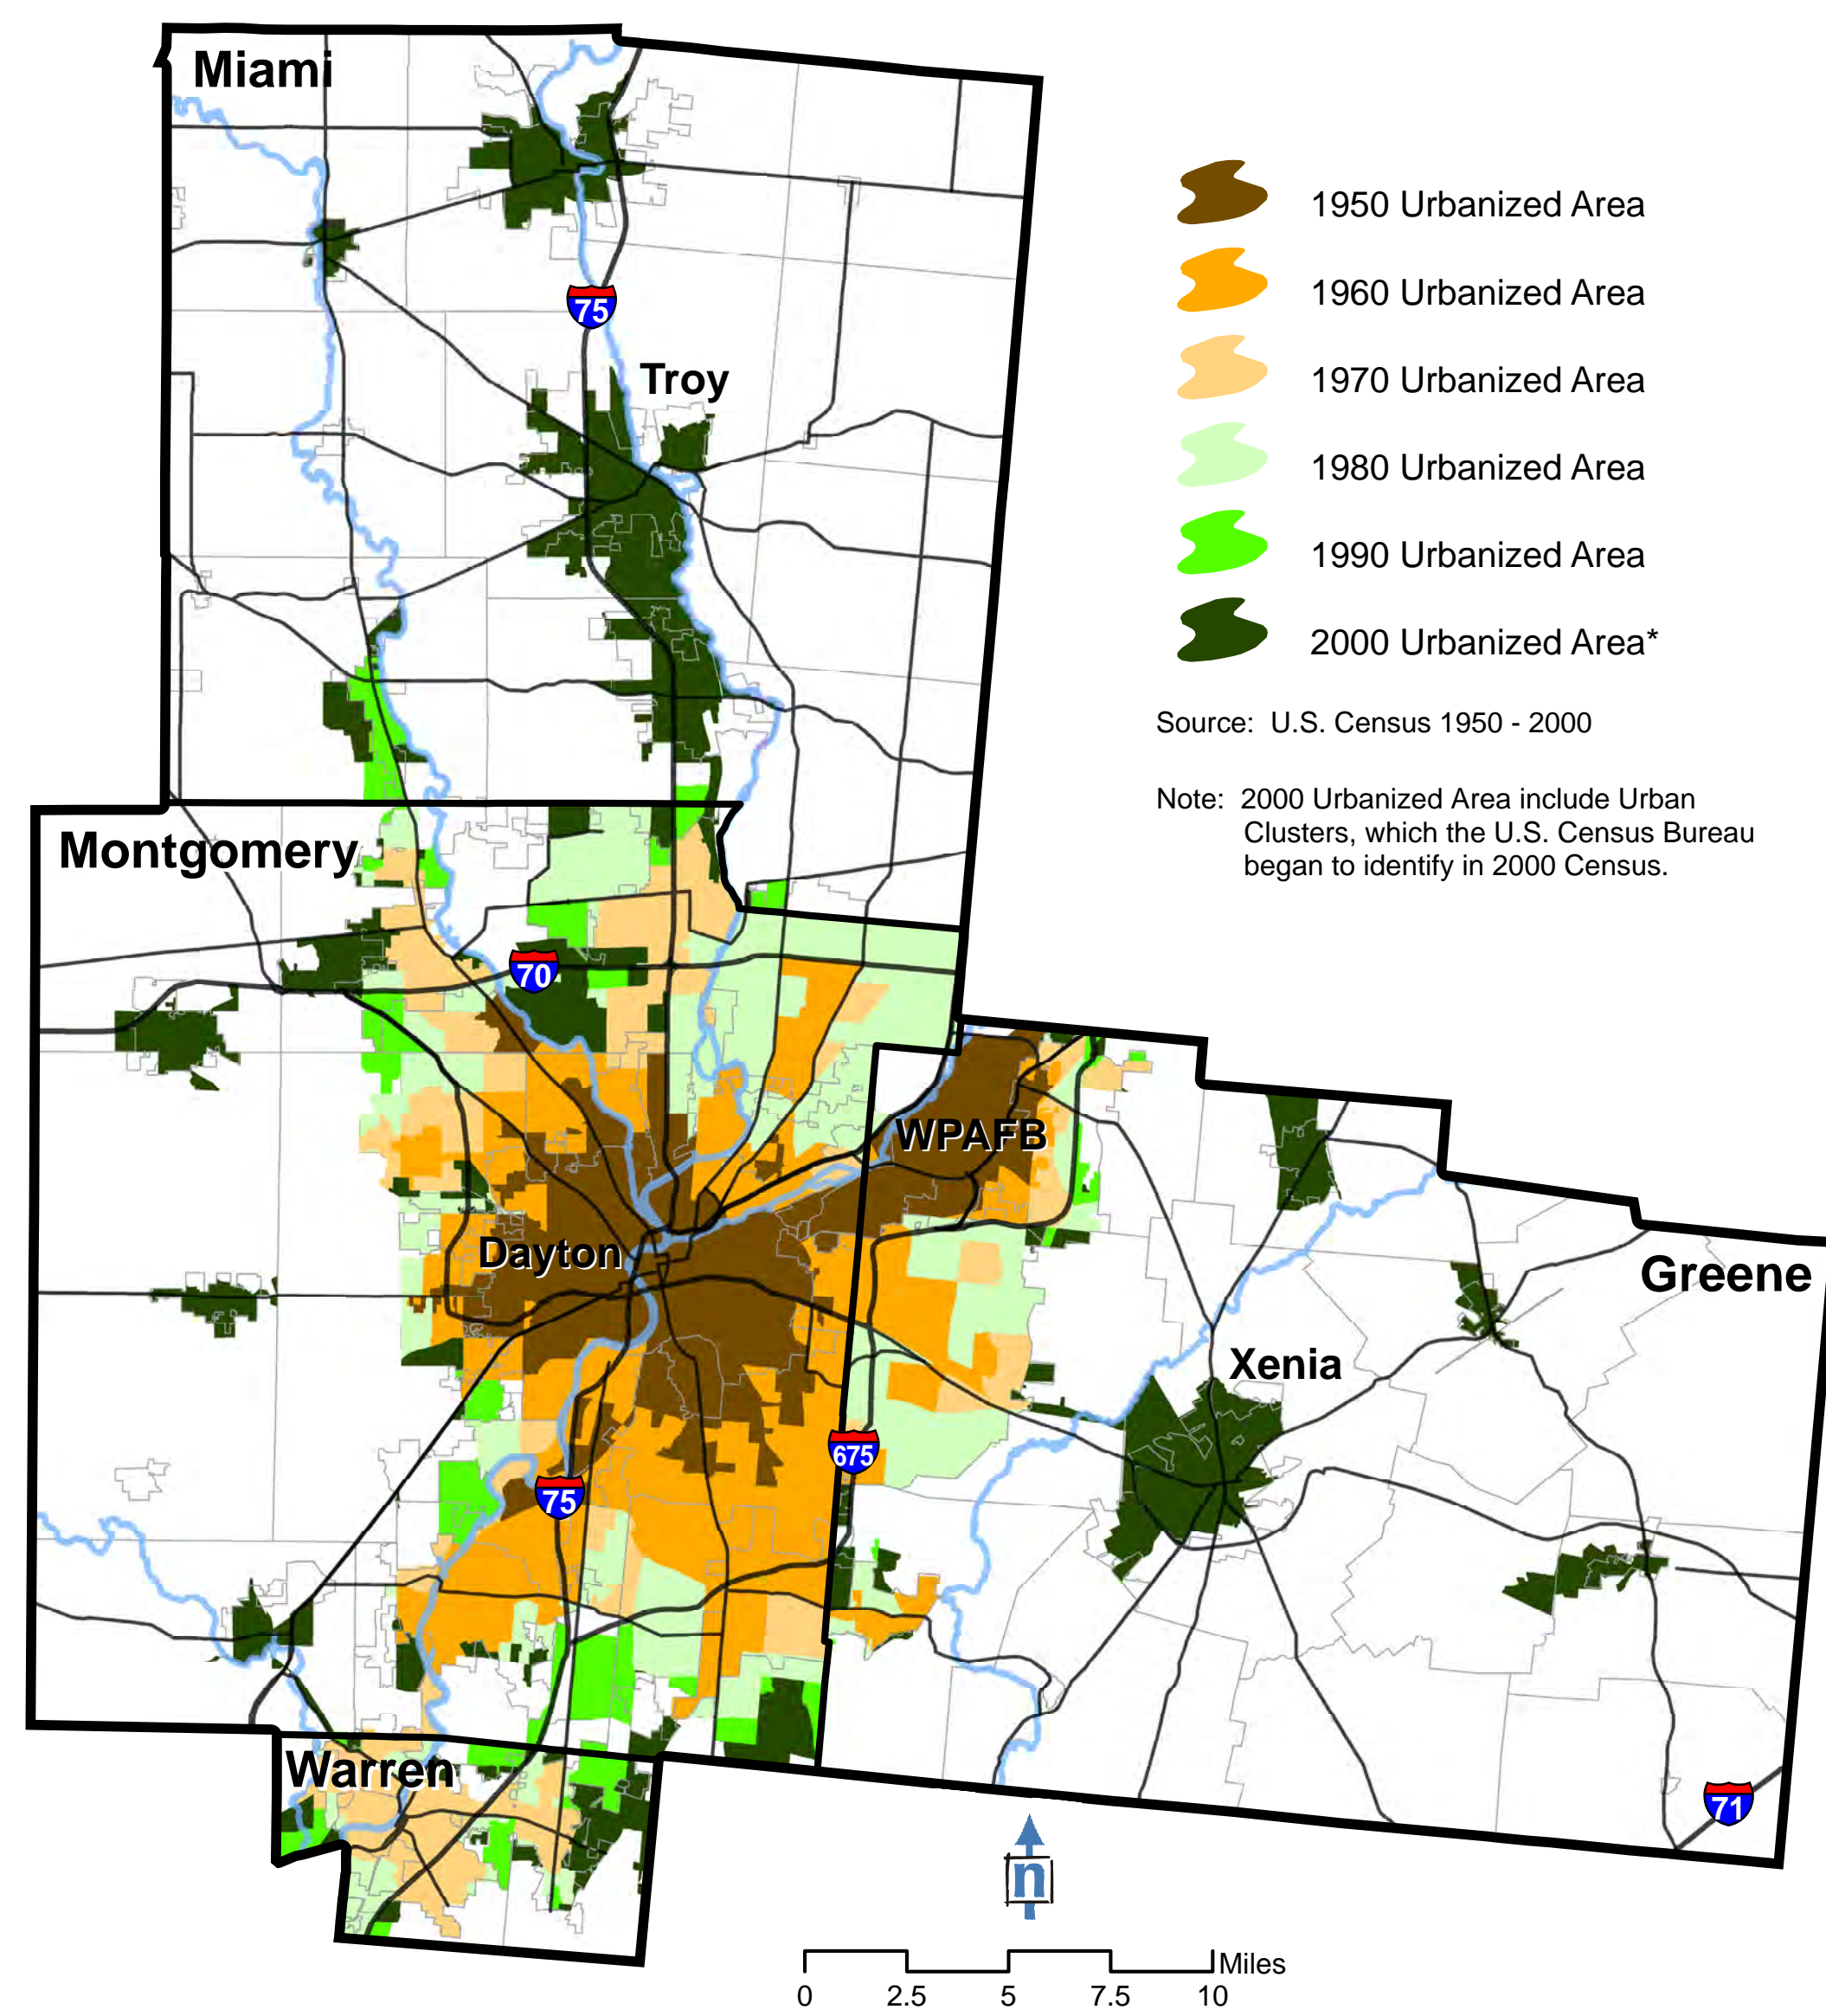 Miami
1950 Urbanized Area
1960 Urbanized Area
75
Troy
1970 Urbanized Area
1980 Urbanized Area
1990 Urbanized Area
2000 Urbanized Area*
Source: U.S. Census 1950 - 2000
Note: 2000 Urbanized Area include Urban
Clusters, which the U.S. Census Bureau
began to identify in 2000 Census.
Montgomery
70
WPAFB
Dayton
Greene
Xenia
675
75
Warren
71
n
Miles
0 2.5 5 7.5 10